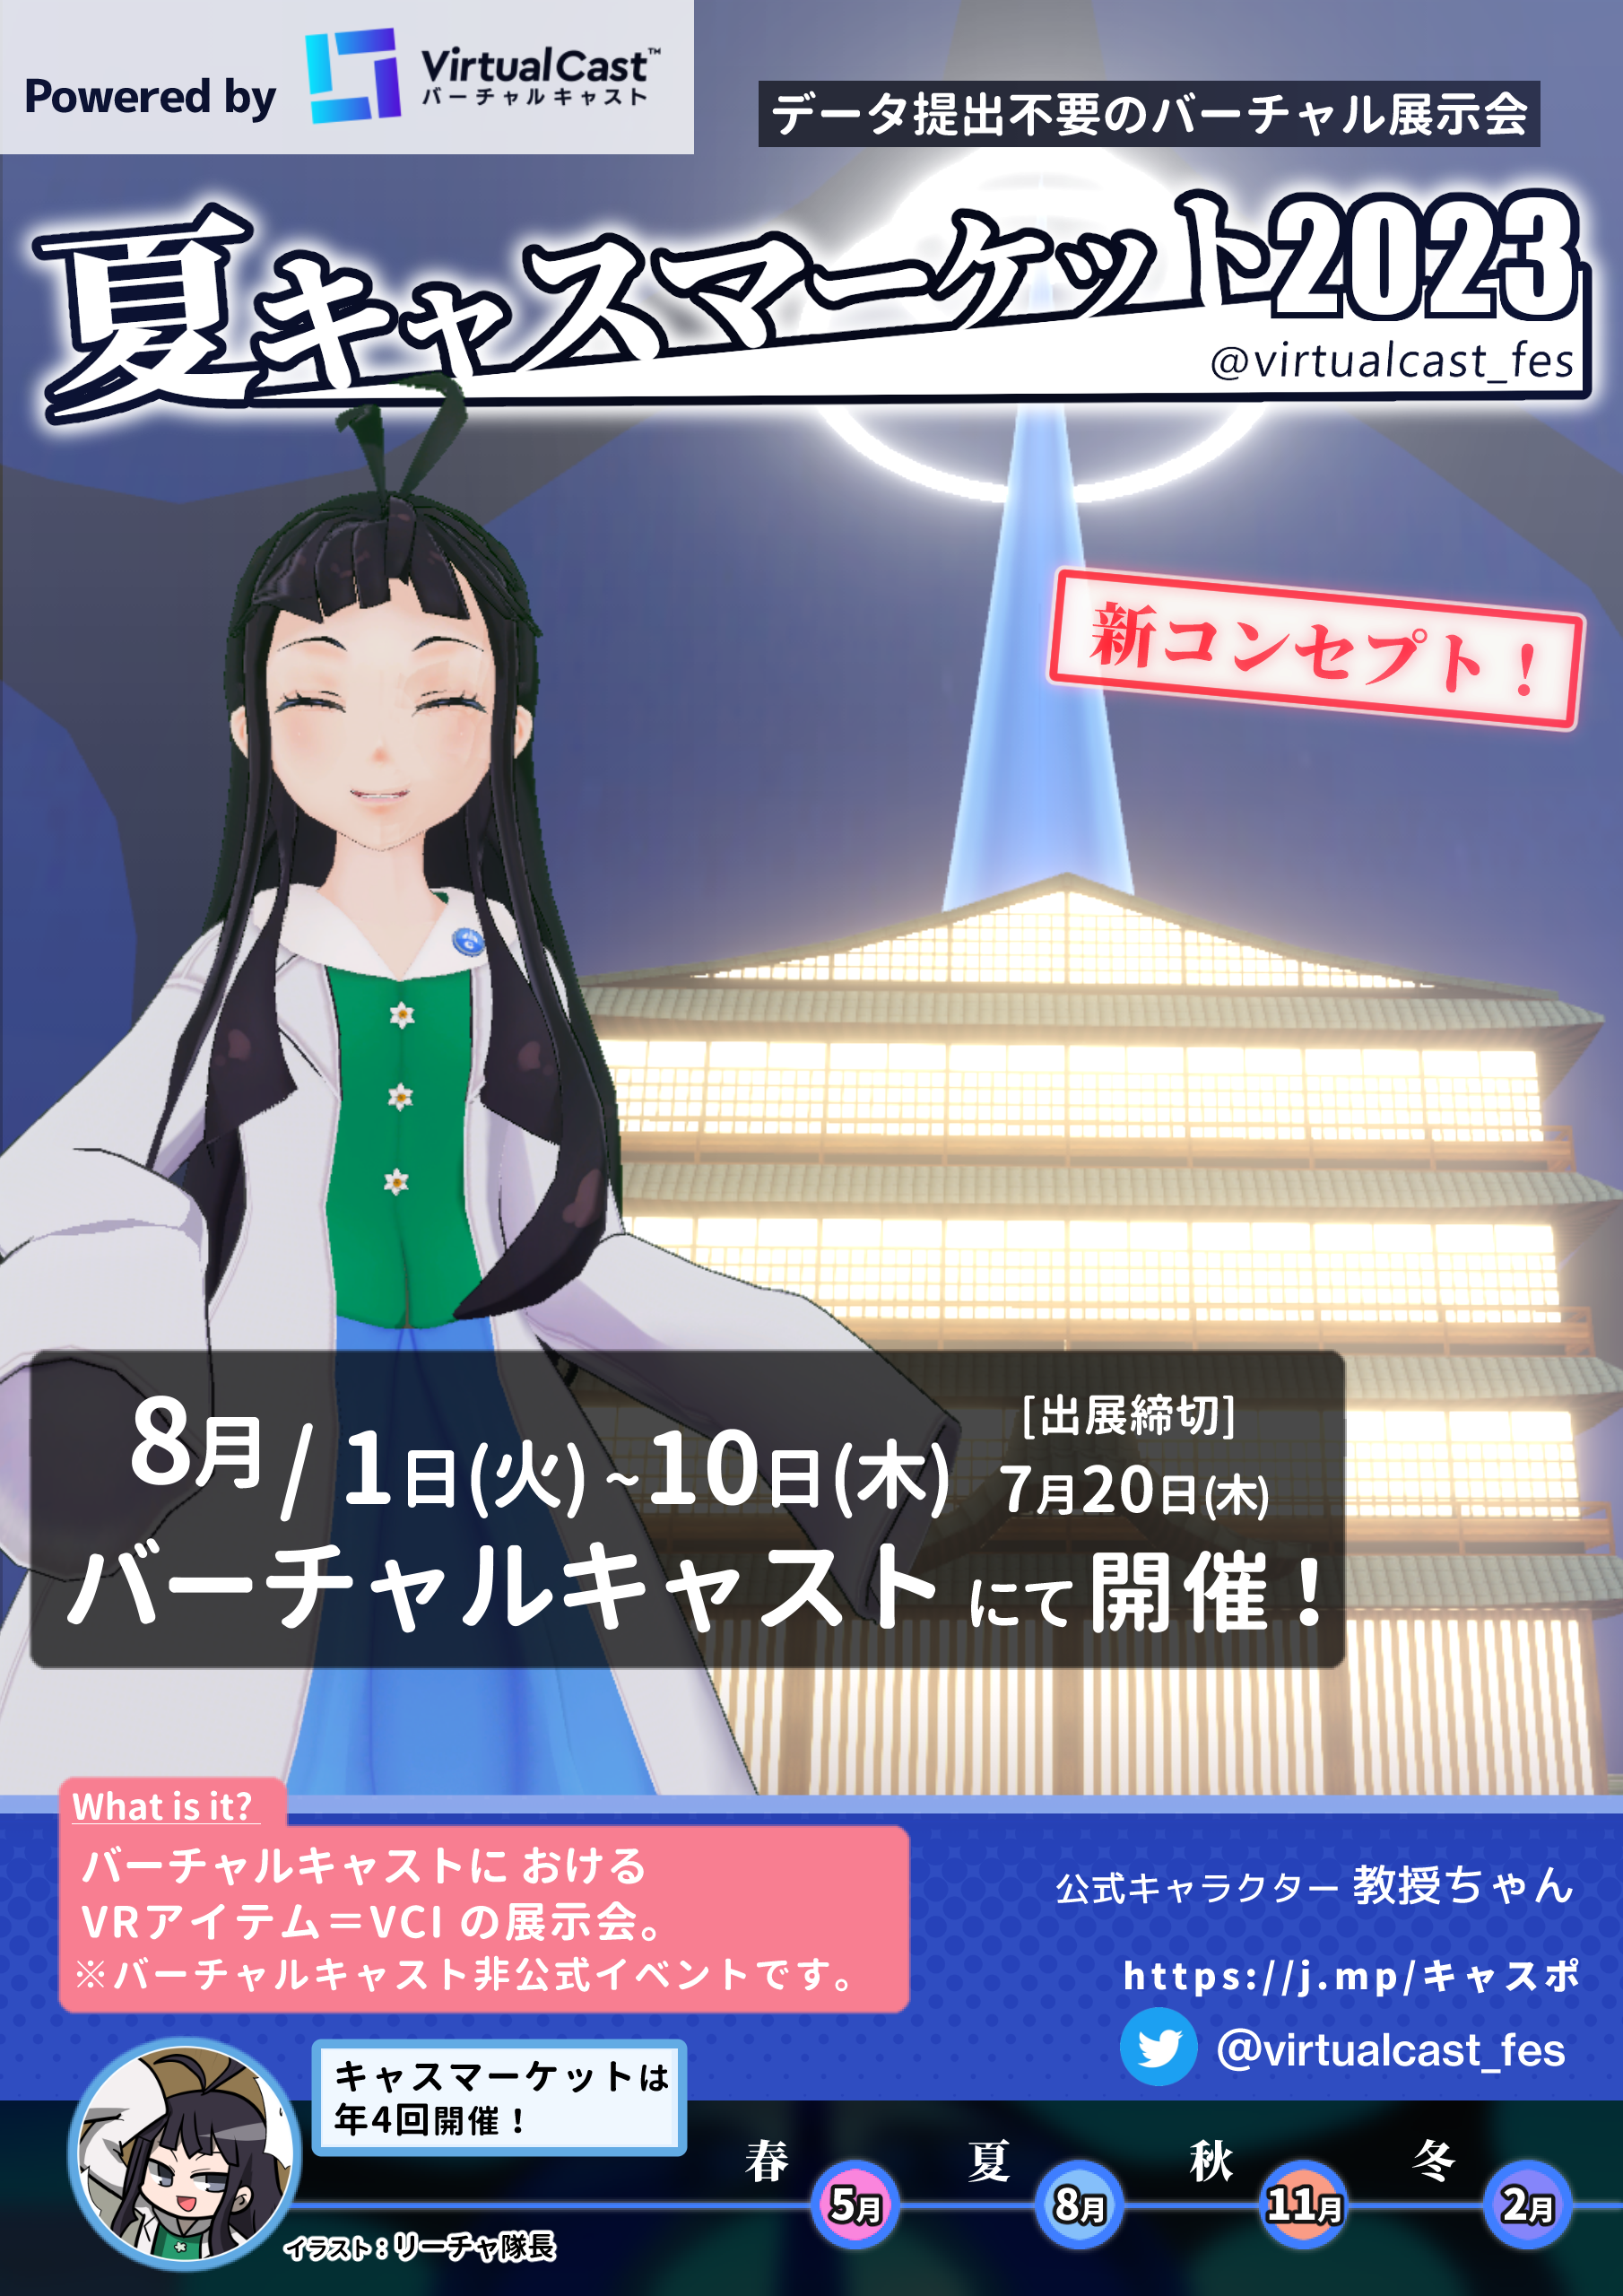 Powered by VirtualCast™
バーチャルキャスト
データ提出不要のバーチャル展示会
夏キャスマーケット2023
@virtualcast_fes
新コンセプト！
[出展締切]
8月/1日(火)~10日(木) 7月20日(木)
バーチャルキャストにて開催！
What is it?
バーチャルキャストに おける
VRアイテム＝VCI の展示会。
※バーチャルキャスト非公式イベントです。
公式キャラクター 教授ちゃん
https://j.mp/キャスポ
@virtualcast_fes
キャスマーケットは
年4回開催！
春 夏 秋 冬
5月 8月 11月 2月
イラスト：リーチャ隊長